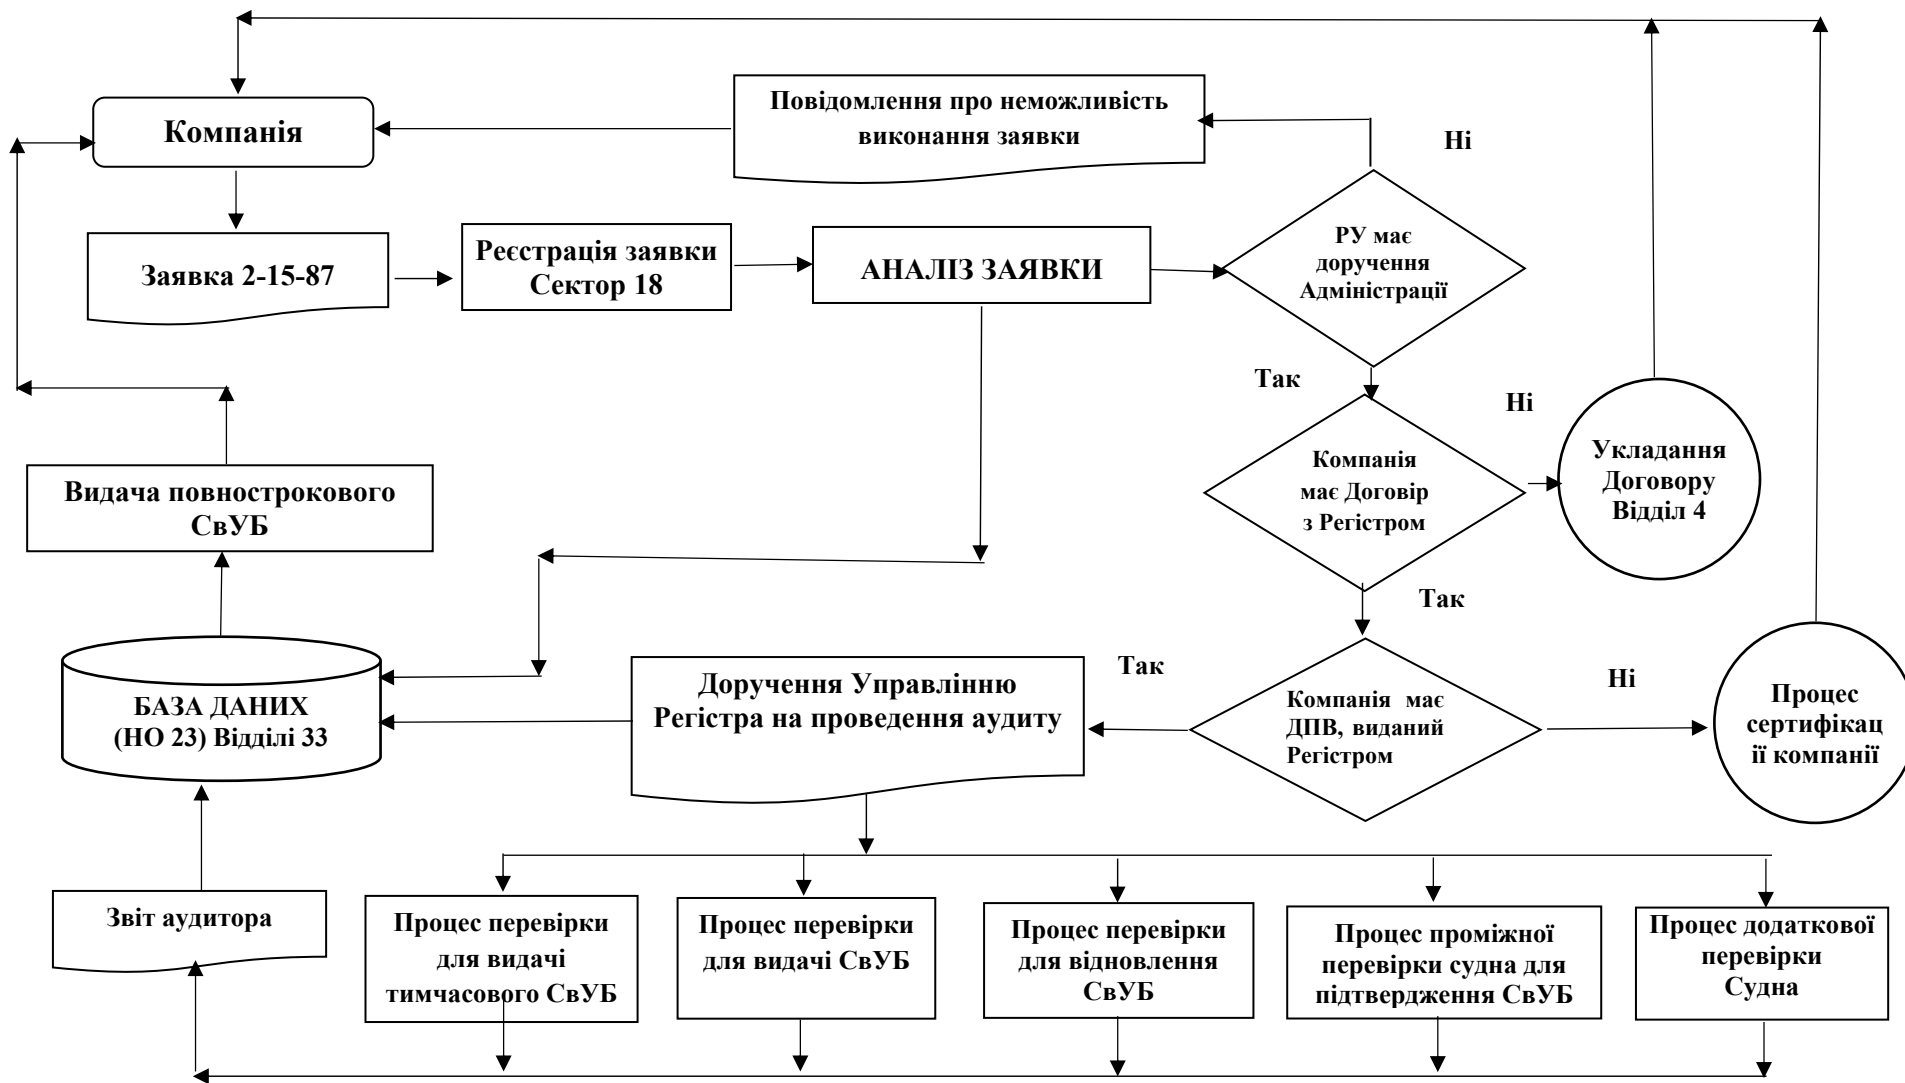 Повідомлення про неможливість
виконання заявки
Компанія
Ні
Заявка 2-15-87
Реєстрація заявки
Сектор 18
АНАЛІЗ ЗАЯВКИ
РУ має
доручення
Адміністрації
Так
Ні
Компанія
має Договір
з Регістром
Укладання
Договору
Відділ 4
Видача повнострокового
СвУБ
Так
БАЗА ДАНИХ
(НО 23) Відділі 33
Доручення Управлінню
Регістра на проведення аудиту
Так
Компанія має
ДПВ, виданий
Регістром
Ні
Процес
сертифікац
ії компанії
Звіт аудитора
Процес перевірки
для видачі
тимчасового СвУБ
Процес перевірки
для видачі СвУБ
Процес перевірки
для відновлення
СвУБ
Процес проміжної
перевірки судна для
підтвердження СвУБ
Процес додаткової
перевірки
Судна